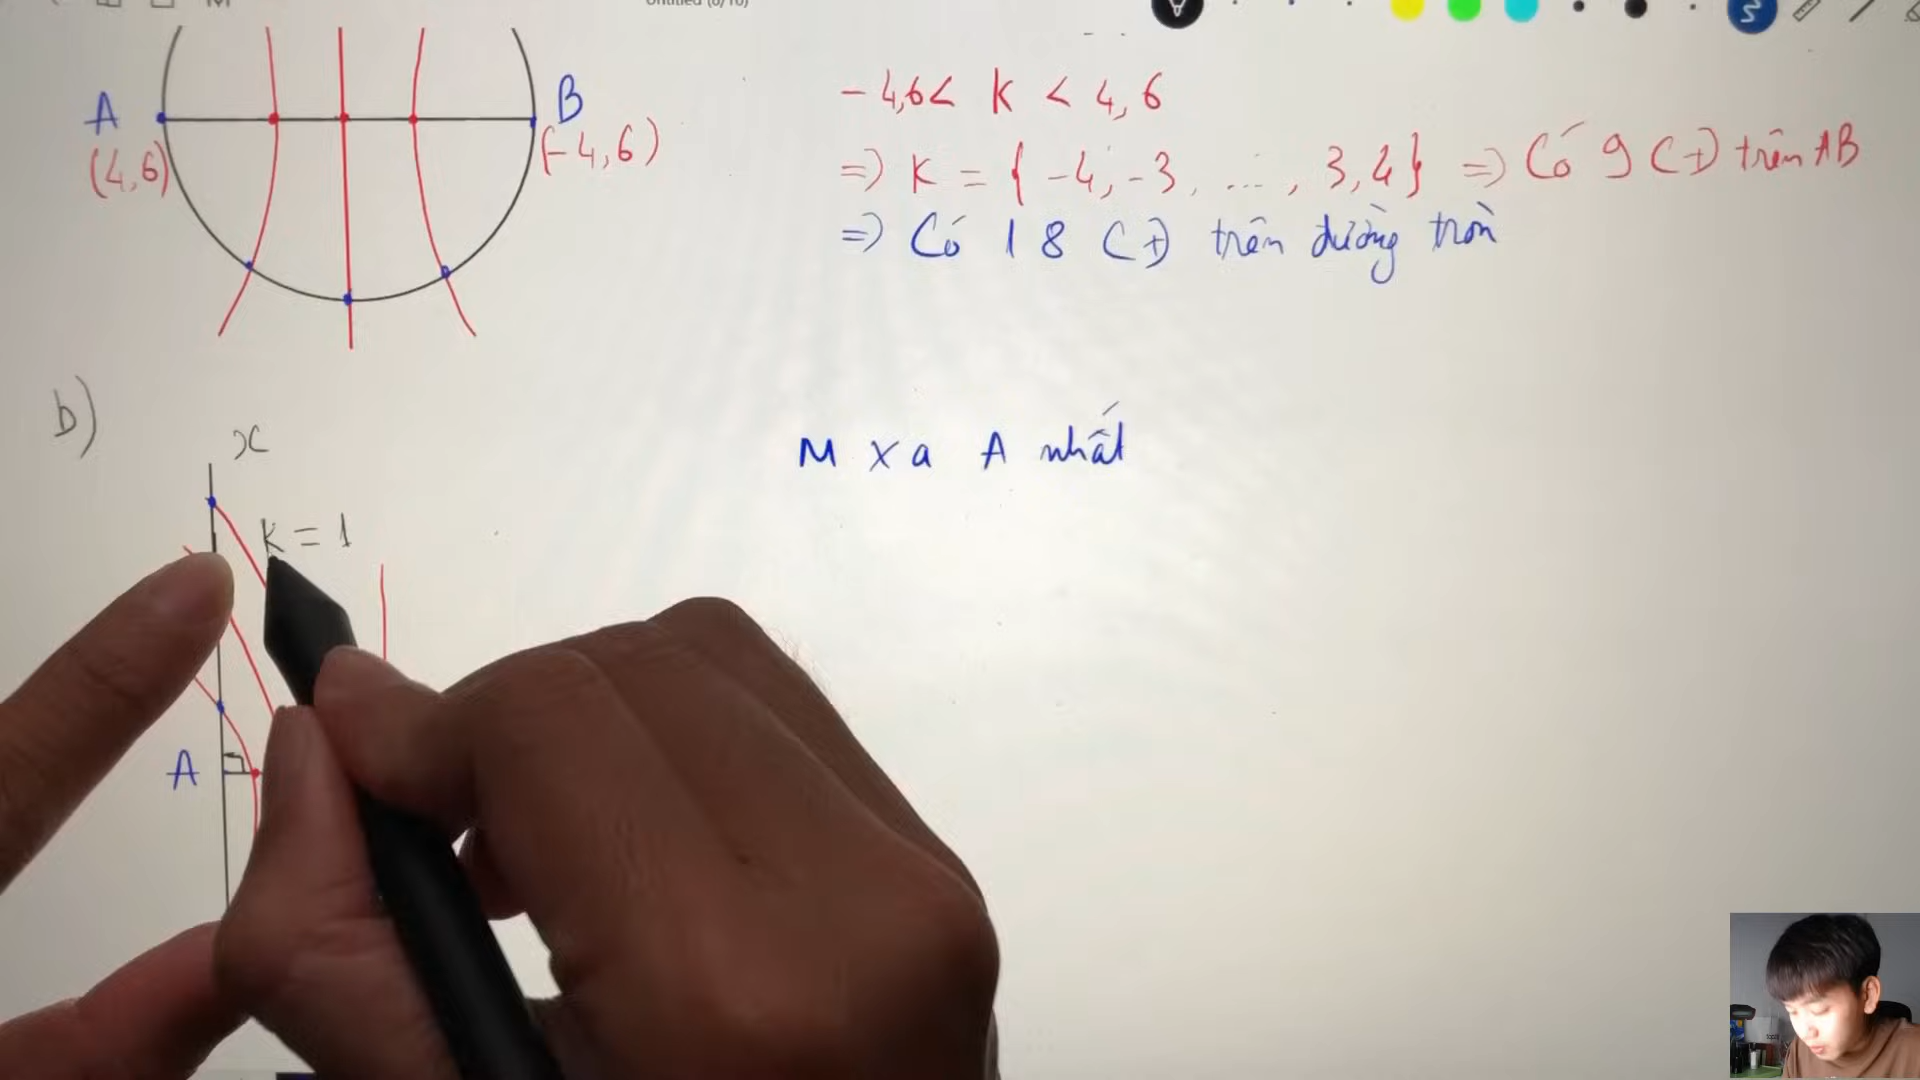 A
B
(4,6)
(-4,6)
-4,6 < K < 4,6
=) K = { -4, -3, ..., 3, 4 } => Có 9 CĐ trên AB
=) Có 18 CĐ trên đường tròn
b)
x
M xa A nhất
K = 1
A